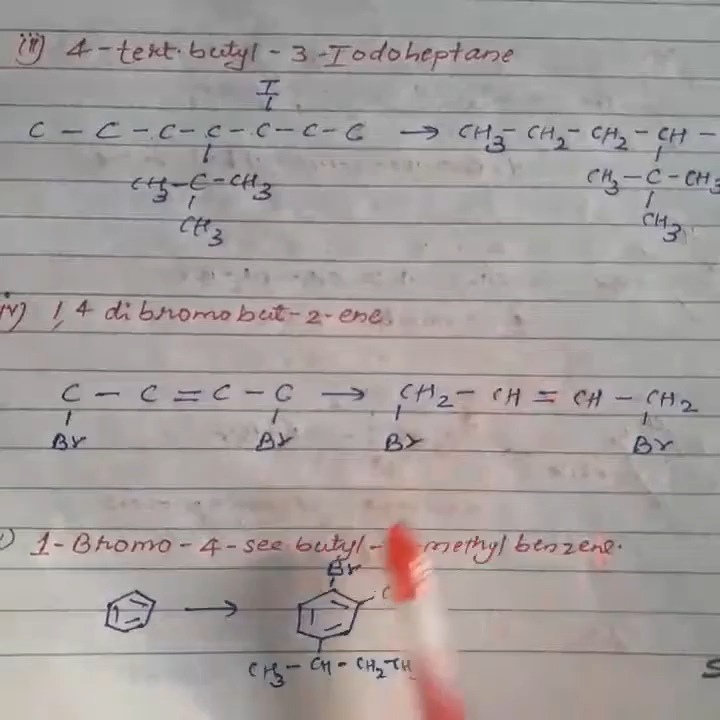 iii) 4-tert.butyl-3-Iodoheptane
I
C - C - C - C - C - C - C → CH3 - CH2 - CH2 - CH -
CH3 - C - CH3 CH3 - C - CH3
CH3 CH3
iv) 1,4 dibromobut-2-ene.
C - C = C - C → CH2 - CH = CH - CH2
Br Br Br Br
) 1-Bromo-4-sec.butyl- methyl benzene.
Br
→ C
CH3 - CH - CH2 CH
S